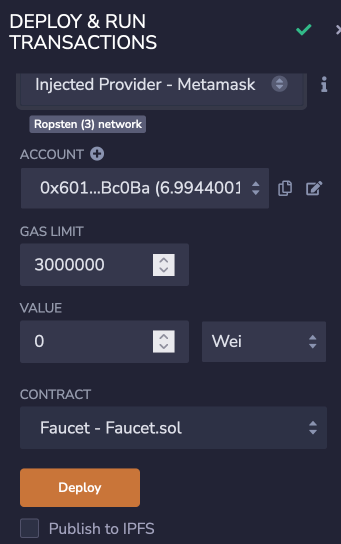 DEPLOY & RUN
TRANSACTIONS
Injected Provider - Metamask
Ropsten (3) network
ACCOUNT
0x601...Bc0Ba (6.9944001
GAS LIMIT
3000000
VALUE
0
Wei
CONTRACT
Faucet - Faucet.sol
Deploy
Publish to IPFS